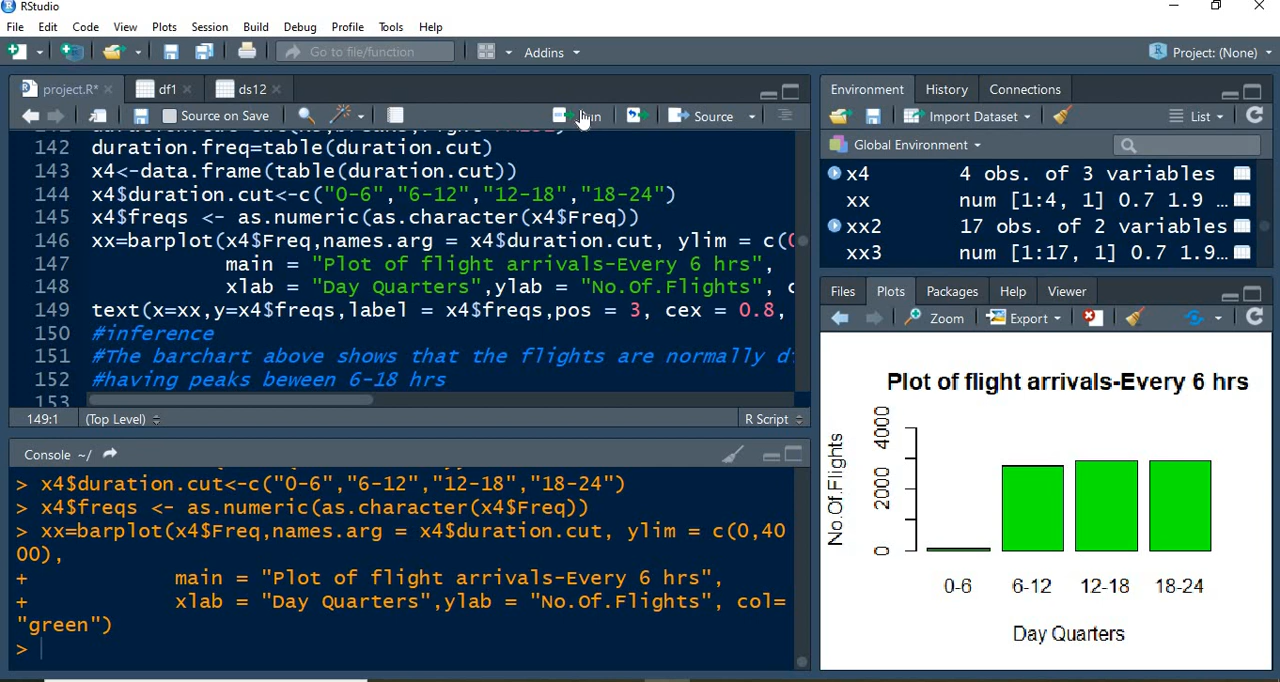 RStudio
File Edit Code View Plots Session Build Debug Profile Tools Help
Go to file/function Addins Project: (None)
project.R* df1 ds12
Source on Save Run Source
142 duration.freq=table(duration.cut)
143 x4<-data.frame(table(duration.cut))
144 x4$duration.cut<-c("0-6","6-12","12-18","18-24")
145 x4$freqs <- as.numeric(as.character(x4$Freq))
146 xx=barplot(x4$Freq,names.arg = x4$duration.cut, ylim = c(0
147 main = "Plot of flight arrivals-Every 6 hrs",
148 xlab = "Day Quarters",ylab = "No.Of.Flights", c
149 text(x=xx,y=x4$freqs,label = x4$freqs,pos = 3, cex = 0.8,
150 #inference
151 #The barchart above shows that the flights are normally d
152 #having peaks beween 6-18 hrs
153
149:1 (Top Level) R Script
Console ~/
> x4$duration.cut<-c("0-6","6-12","12-18","18-24")
> x4$freqs <- as.numeric(as.character(x4$Freq))
> xx=barplot(x4$Freq,names.arg = x4$duration.cut, ylim = c(0,40
00),
+ main = "Plot of flight arrivals-Every 6 hrs",
+ xlab = "Day Quarters",ylab = "No.Of.Flights", col=
"green")
>
Environment History Connections
Import Dataset List
Global Environment
x4 4 obs. of 3 variables
xx num [1:4, 1] 0.7 1.9 ...
xx2 17 obs. of 2 variables
xx3 num [1:17, 1] 0.7 1.9...
Files Plots Packages Help Viewer
Zoom Export
Plot of flight arrivals-Every 6 hrs
No.Of.Flights
4000
2000
0
0-6 6-12 12-18 18-24
Day Quarters